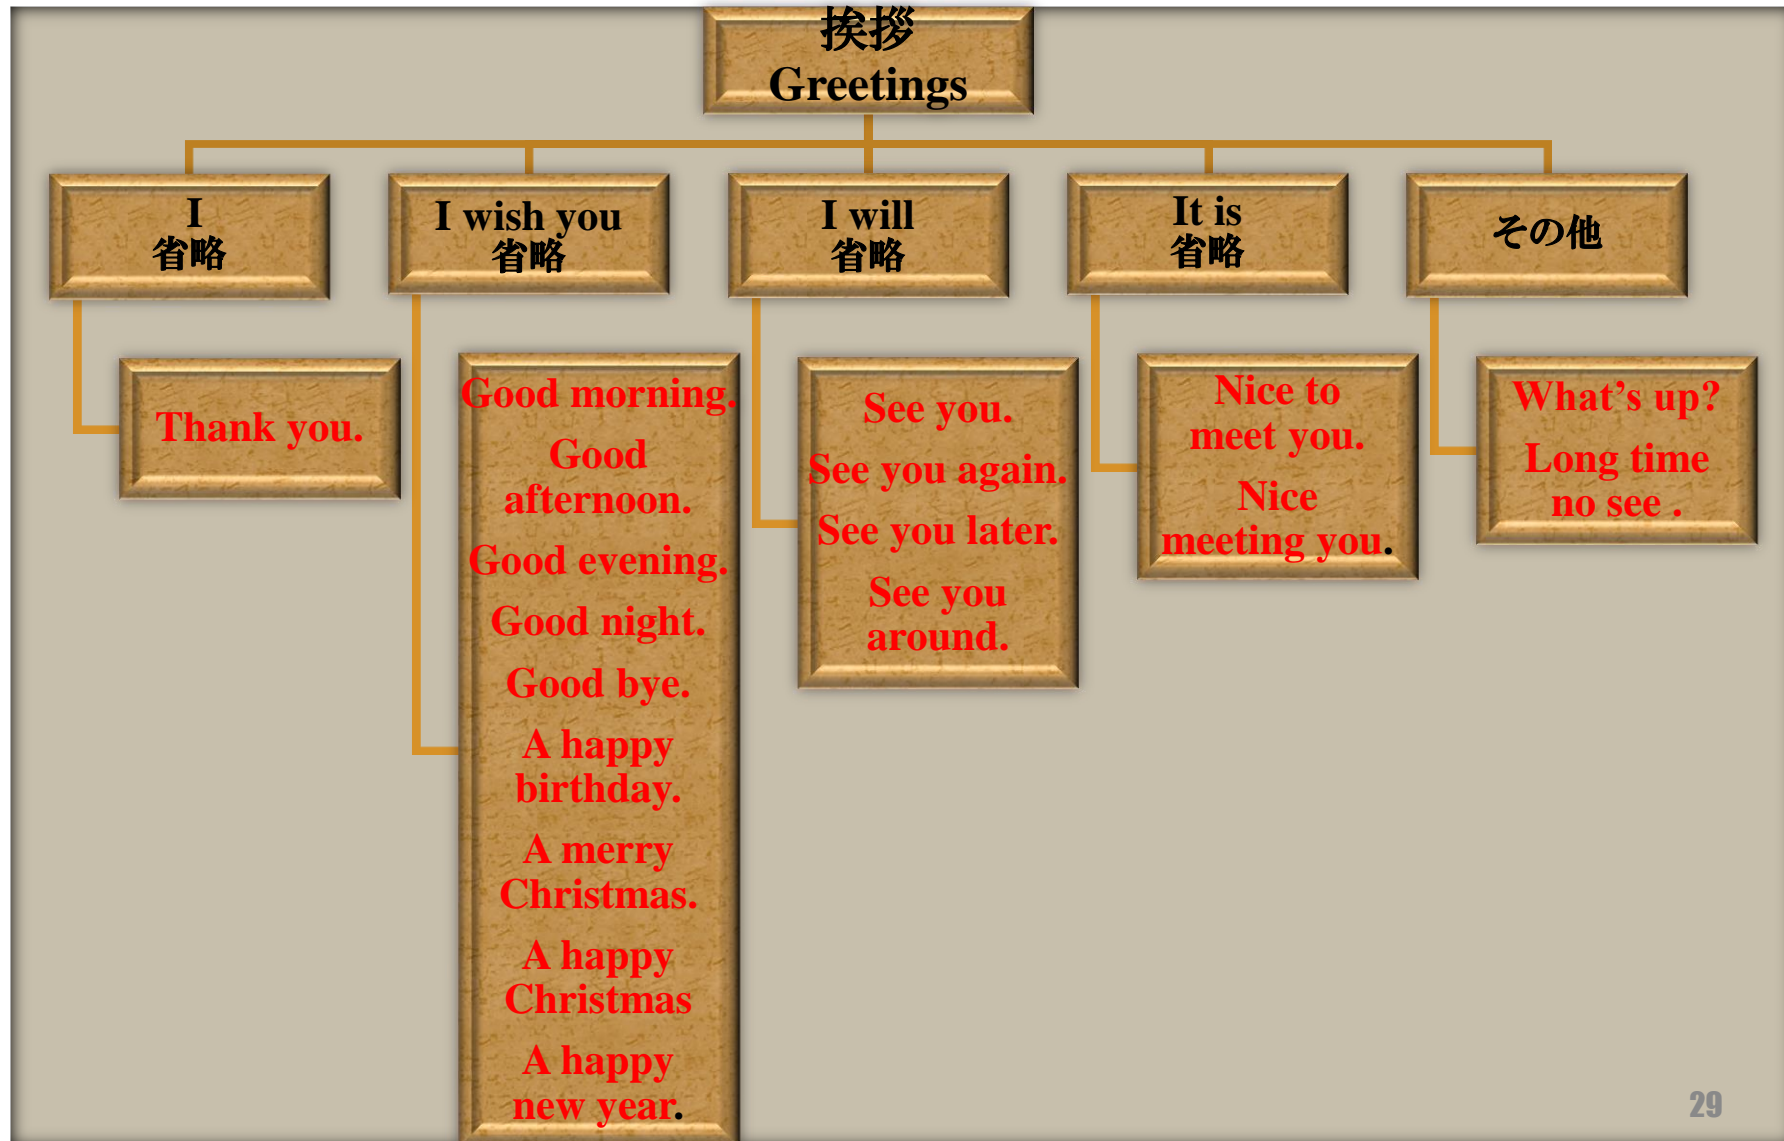 挨拶
Greetings
I
省略
Thank you.
I wish you
省略
Good morning.
Good
afternoon.
Good evening.
Good night.
Good bye.
A happy
birthday.
A merry
Christmas.
A happy
Christmas
A happy
new year.
I will
省略
See you.
See you again.
See you later.
See you
around.
It is
省略
Nice to
meet you.
Nice
meeting you.
その他
What’s up?
Long time
no see .
29